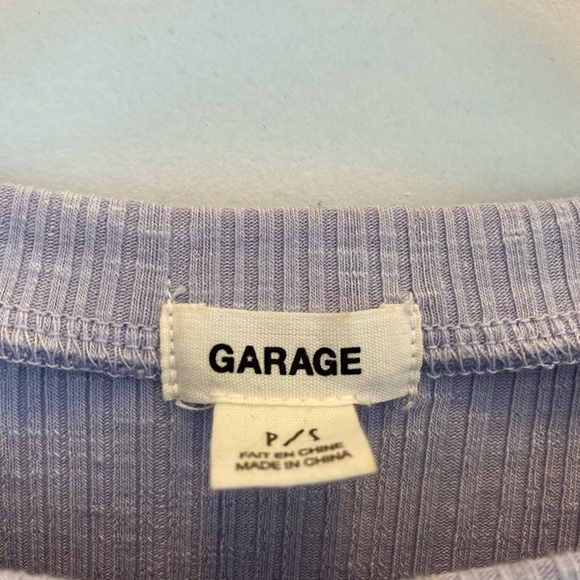 GARAGE
P/S
FAIT EN CHINE
MADE IN CHINA